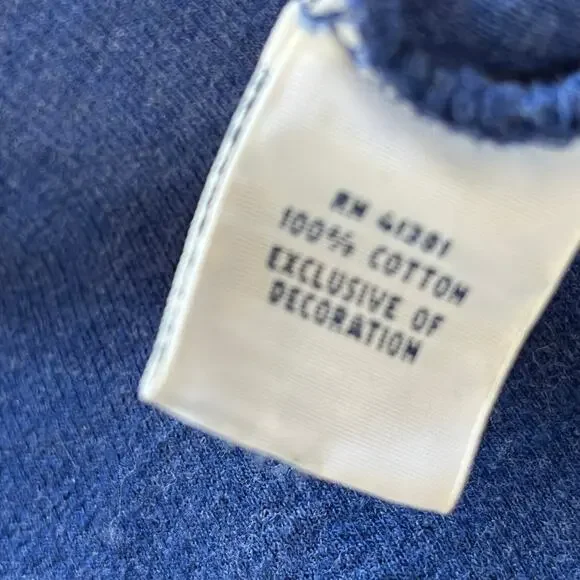 RN 41381
100% COTTON
EXCLUSIVE OF
DECORATION